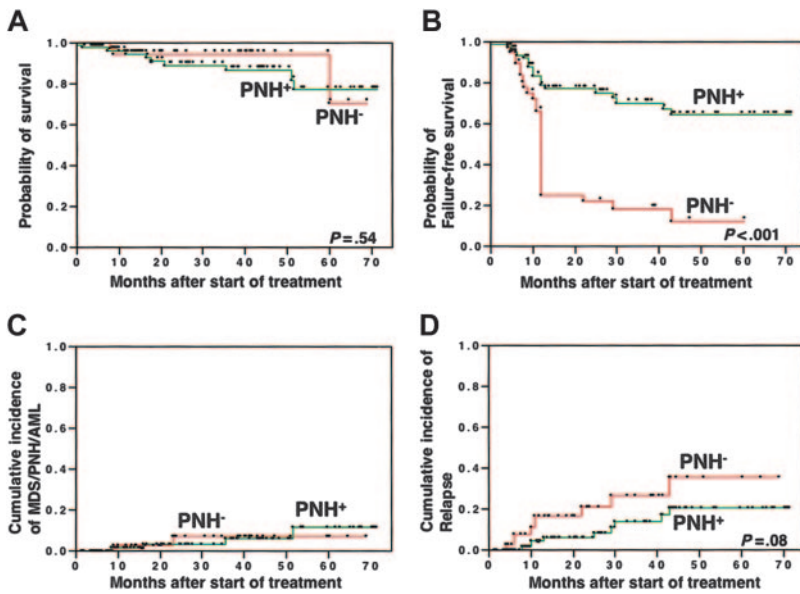 A
Probability of survival
1.0
0.8
0.6
0.4
0.2
0.0
PNH+
PNH-
P=.54
0 10 20 30 40 50 60 70
Months after start of treatment
B
Probability of
Failure-free survival
1.0
0.8
0.6
0.4
0.2
0.0
PNH+
PNH-
P<.001
0 10 20 30 40 50 60 70
Months after start of treatment
C
Cumulative incidence
of MDS/PNH/AML
1.0
0.8
0.6
0.4
0.2
0.0
PNH-
PNH+
0 10 20 30 40 50 60 70
Months after start of treatment
D
Cumulative incidence of
Relapse
1.0
0.8
0.6
0.4
0.2
0.0
PNH-
PNH+
P=.08
0 10 20 30 40 50 60 70
Months after start of treatment